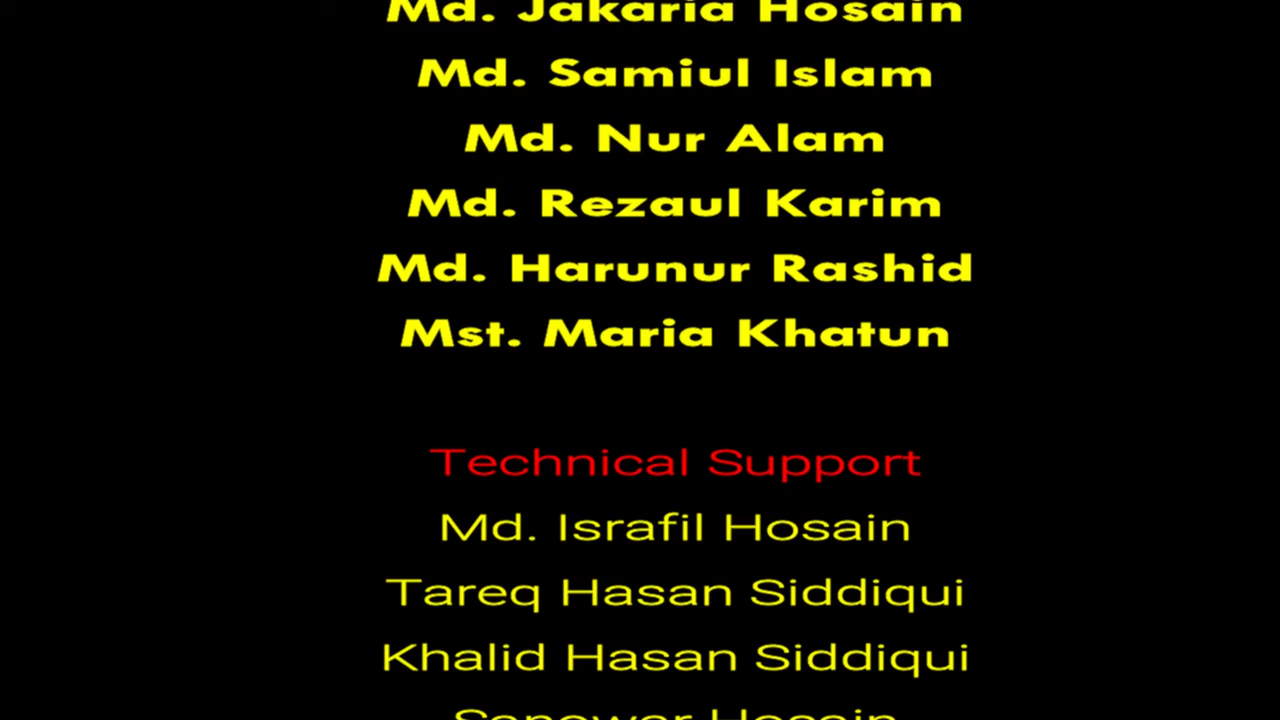 Md. Jakaria Hosain
Md. Samiul Islam
Md. Nur Alam
Md. Rezaul Karim
Md. Harunur Rashid
Mst. Maria Khatun
Technical Support
Md. Israfil Hosain
Tareq Hasan Siddiqui
Khalid Hasan Siddiqui
Hosain